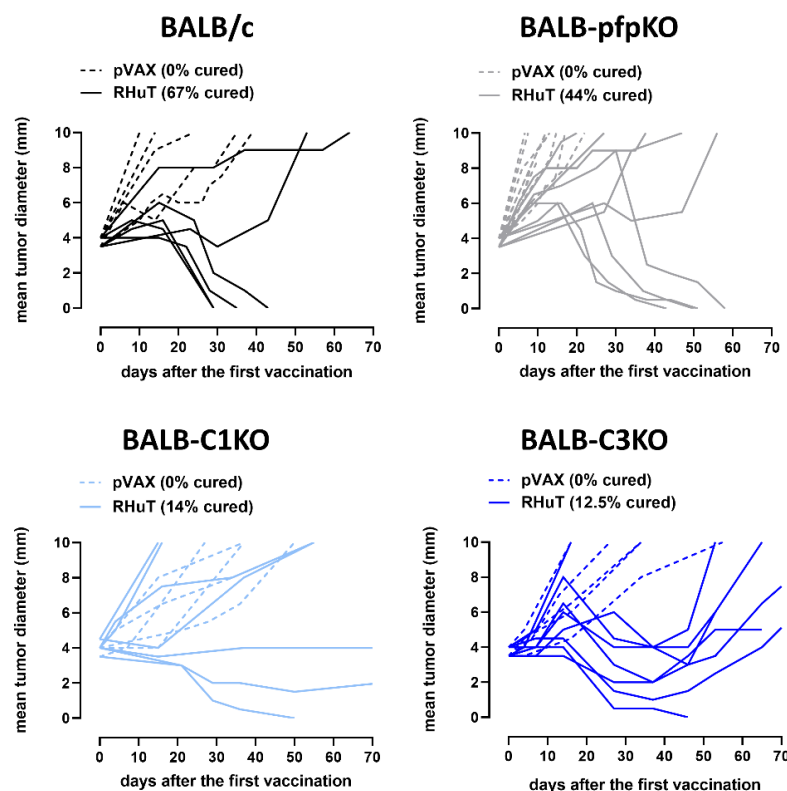 BALB/c
pVAX (0% cured)
RHuT (67% cured)
mean tumor diameter (mm)
10
8
6
4
2
0
0 10 20 30 40 50 60 70
days after the first vaccination
BALB-pfpKO
pVAX (0% cured)
RHuT (44% cured)
mean tumor diameter (mm)
10
8
6
4
2
0
0 10 20 30 40 50 60 70
days after the first vaccination
BALB-C1KO
pVAX (0% cured)
RHuT (14% cured)
mean tumor diameter (mm)
10
8
6
4
2
0
0 10 20 30 40 50 60 70
days after the first vaccination
BALB-C3KO
pVAX (0% cured)
RHuT (12.5% cured)
mean tumor diameter (mm)
10
8
6
4
2
0
0 10 20 30 40 50 60 70
days after the first vaccination